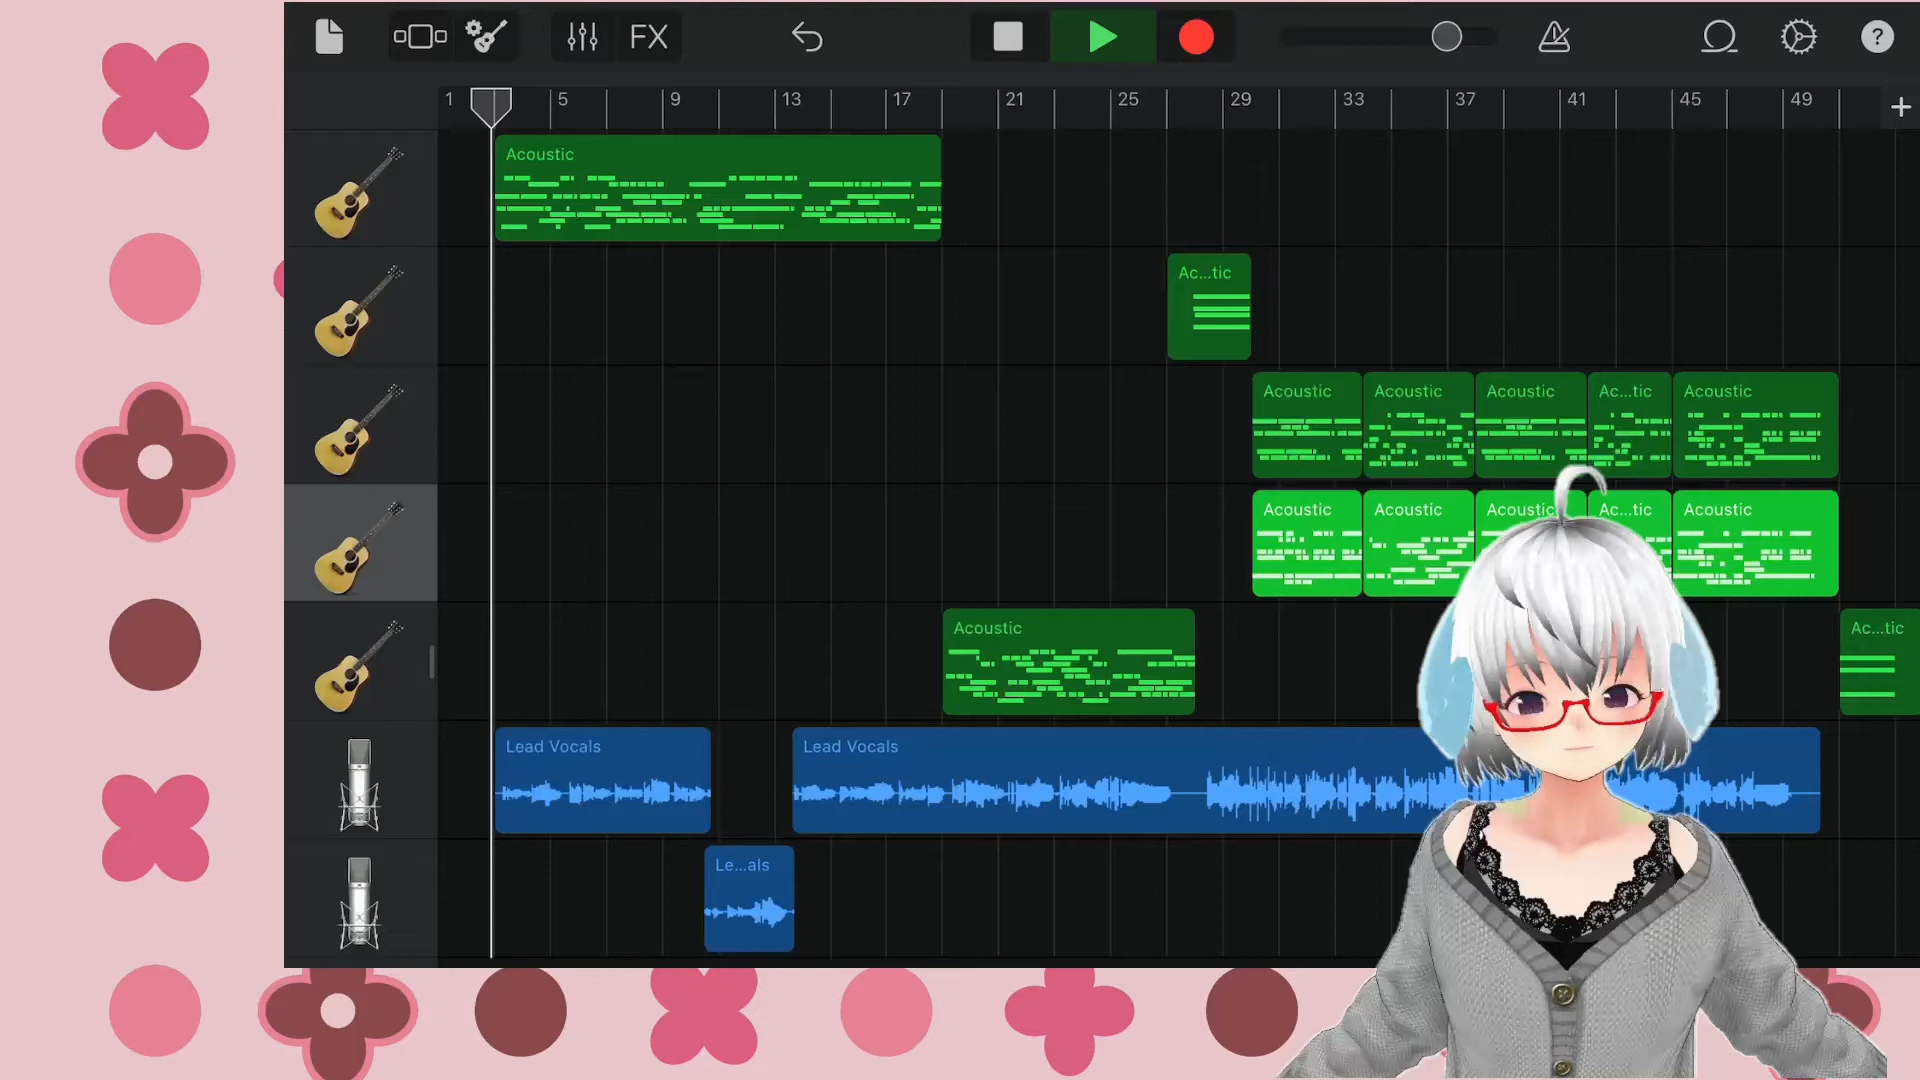 FX
?
1 5 9 13 17 21 25 29 33 37 41 45 49 +
Acoustic
Ac...tic
Acoustic Acoustic Acoustic Ac...tic Acoustic
Acoustic Acoustic Acoustic Ac...tic Acoustic
Acoustic Ac...tic
Lead Vocals Lead Vocals
Le...als